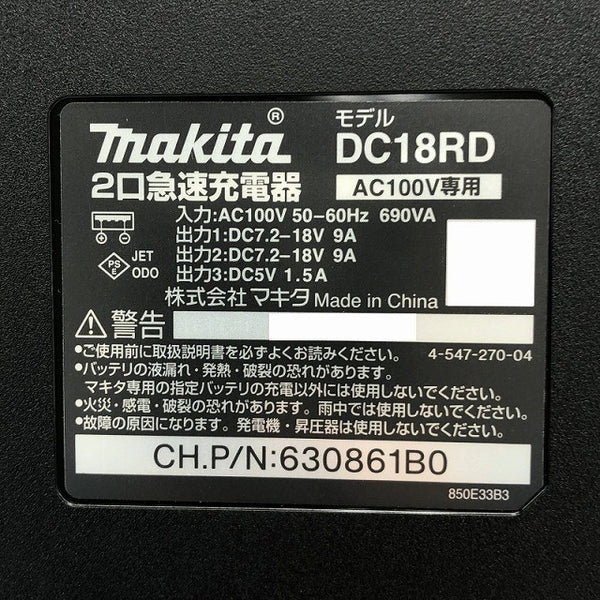 makita®
モデル
DC18RD
2口急速充電器
AC100V専用
入力:AC100V 50-60Hz 690VA
出力1:DC7.2-18V 9A
出力2:DC7.2-18V 9A
出力3:DC5V 1.5A
PS
E
JET
ODO
株式会社マキタ Made in China
警告
●ご使用前に取扱説明書を必ずよくお読みください。 4-547-270-04
●バッテリの液漏れ・発熱・破裂の恐れがあります。
マキタ専用の指定バッテリの充電以外には使用しないでください。
●火災・感電・破裂の恐れがあります。雨中では使用しないでください。
●故障の原因になります。発電機・昇圧器は使用しないでください。
CH.P/N:630861B0
850E33B3